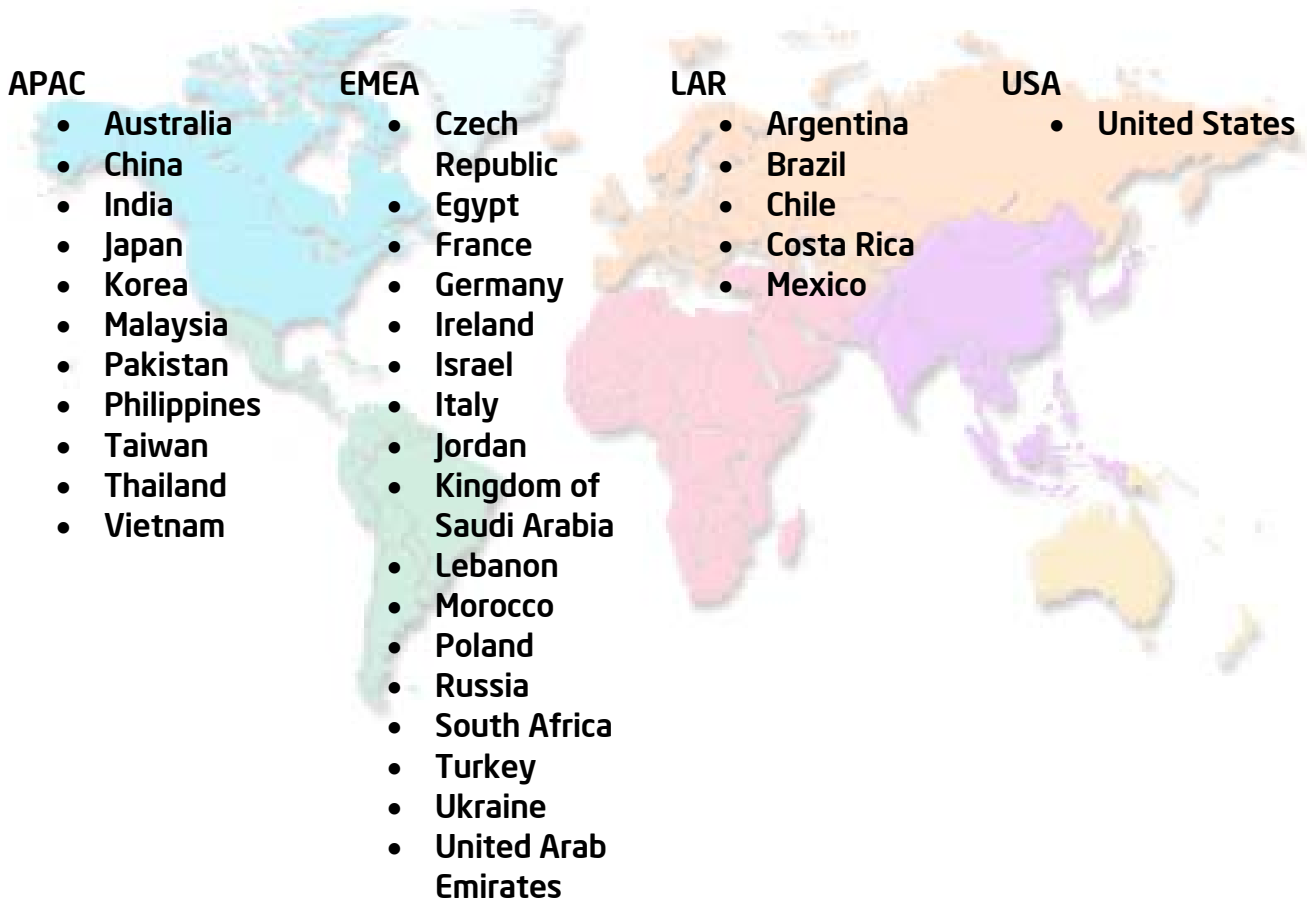 APAC
• Australia
• China
• India
• Japan
• Korea
• Malaysia
• Pakistan
• Philippines
• Taiwan
• Thailand
• Vietnam
EMEA
• Czech
Republic
• Egypt
• France
• Germany
• Ireland
• Israel
• Italy
• Jordan
• Kingdom of
Saudi Arabia
• Lebanon
• Morocco
• Poland
• Russia
• South Africa
• Turkey
• Ukraine
• United Arab
Emirates
LAR
• Argentina
• Brazil
• Chile
• Costa Rica
• Mexico
USA
• United States